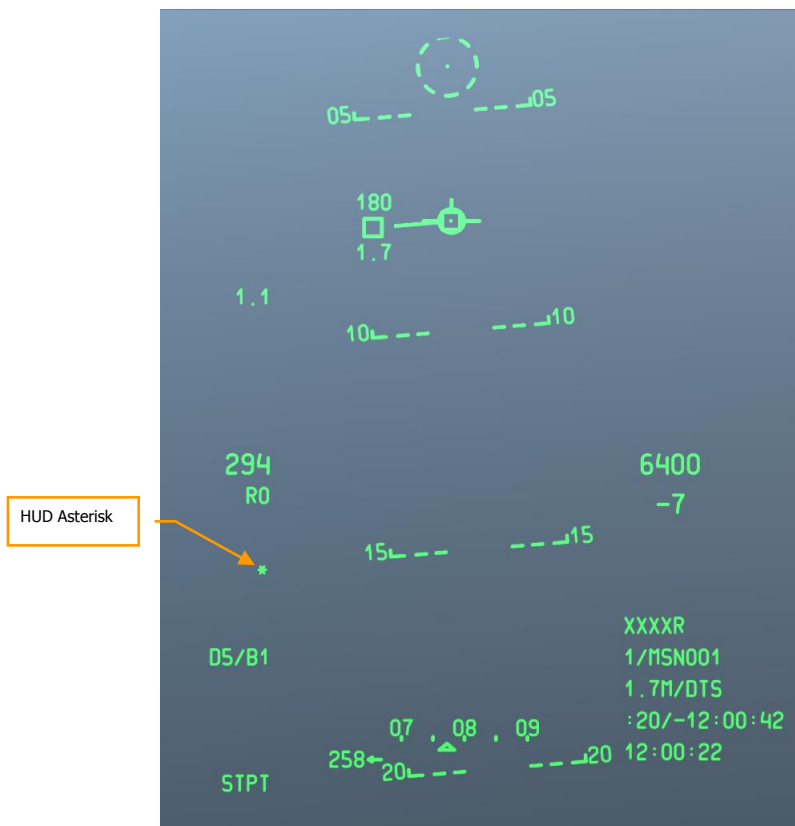 05 05
180
1.7
1.1
10 10
294 6400
R0 -7
HUD Asterisk
15 15
*
XXXXR
D5/B1 1/MSN001
1.7M/DTS
07 . 08 . 09 :20/-12:00:42
258← 20 20 12:00:22
STPT